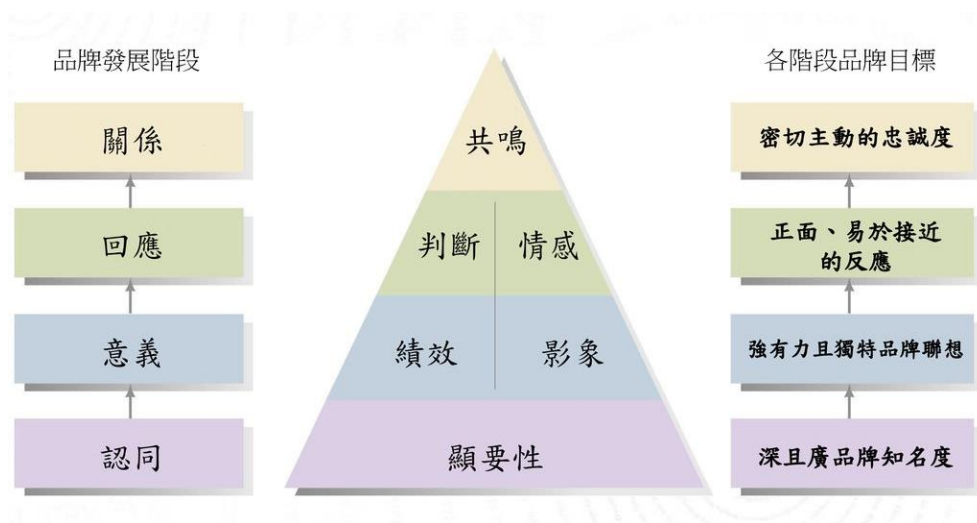 品牌發展階段
各階段品牌目標
關係
共鳴
密切主動的忠誠度
回應
判斷
情感
正面、易於接近
的反應
意義
績效
影象
強有力且獨特品牌聯想
認同
顯要性
深且廣品牌知名度